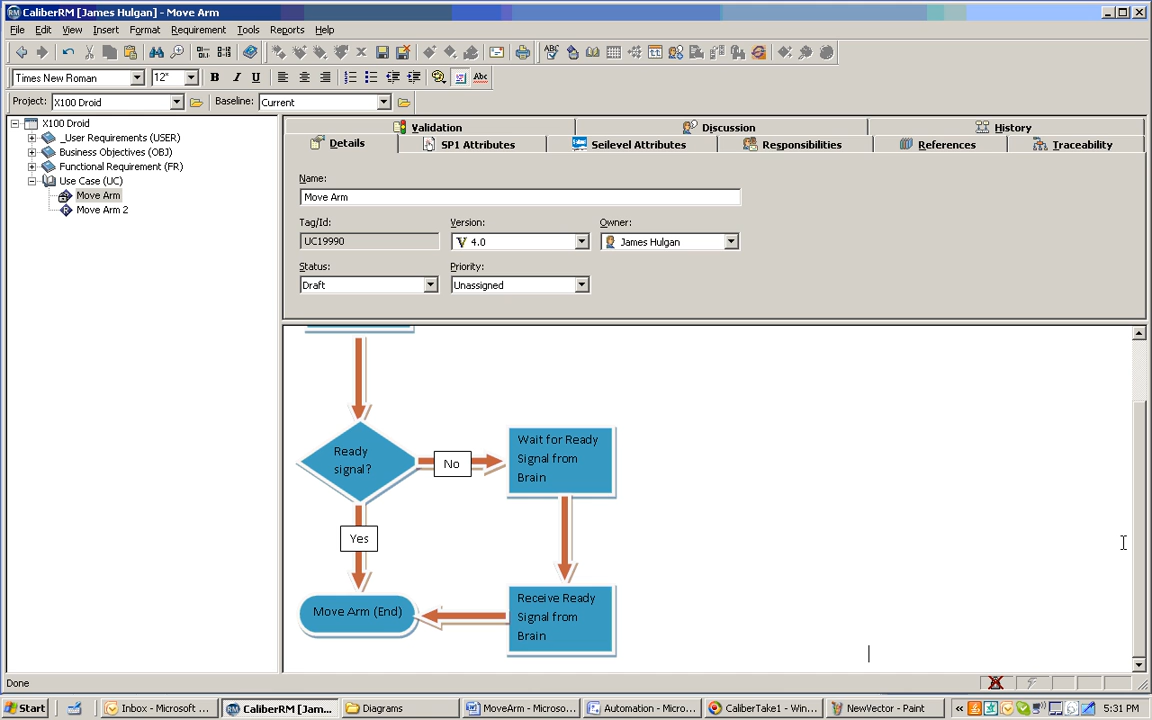 CaliberRM [James Hulgan] - Move Arm
File Edit View Insert Format Requirement Tools Reports Help
Times New Roman 12" B I U Abc
Project: X100 Droid Baseline: Current
X100 Droid
_User Requirements (USER)
Business Objectives (OBJ)
Functional Requirement (FR)
Use Case (UC)
Move Arm
Move Arm 2
Validation Discussion History
Details SP1 Attributes Seilevel Attributes Responsibilities References Traceability
Name:
Move Arm
Tag/Id: Version: Owner:
UC19990 4.0 James Hulgan
Status: Priority:
Draft Unassigned
Ready
signal?
No
Wait for Ready
Signal from
Brain
Yes
Move Arm (End)
Receive Ready
Signal from
Brain
Done
Start Inbox - Microsoft ... CaliberRM [Jam... Diagrams MoveArm - Microso... Automation - Micro... CaliberTake1 - Win... NewVector - Paint « 5:31 PM